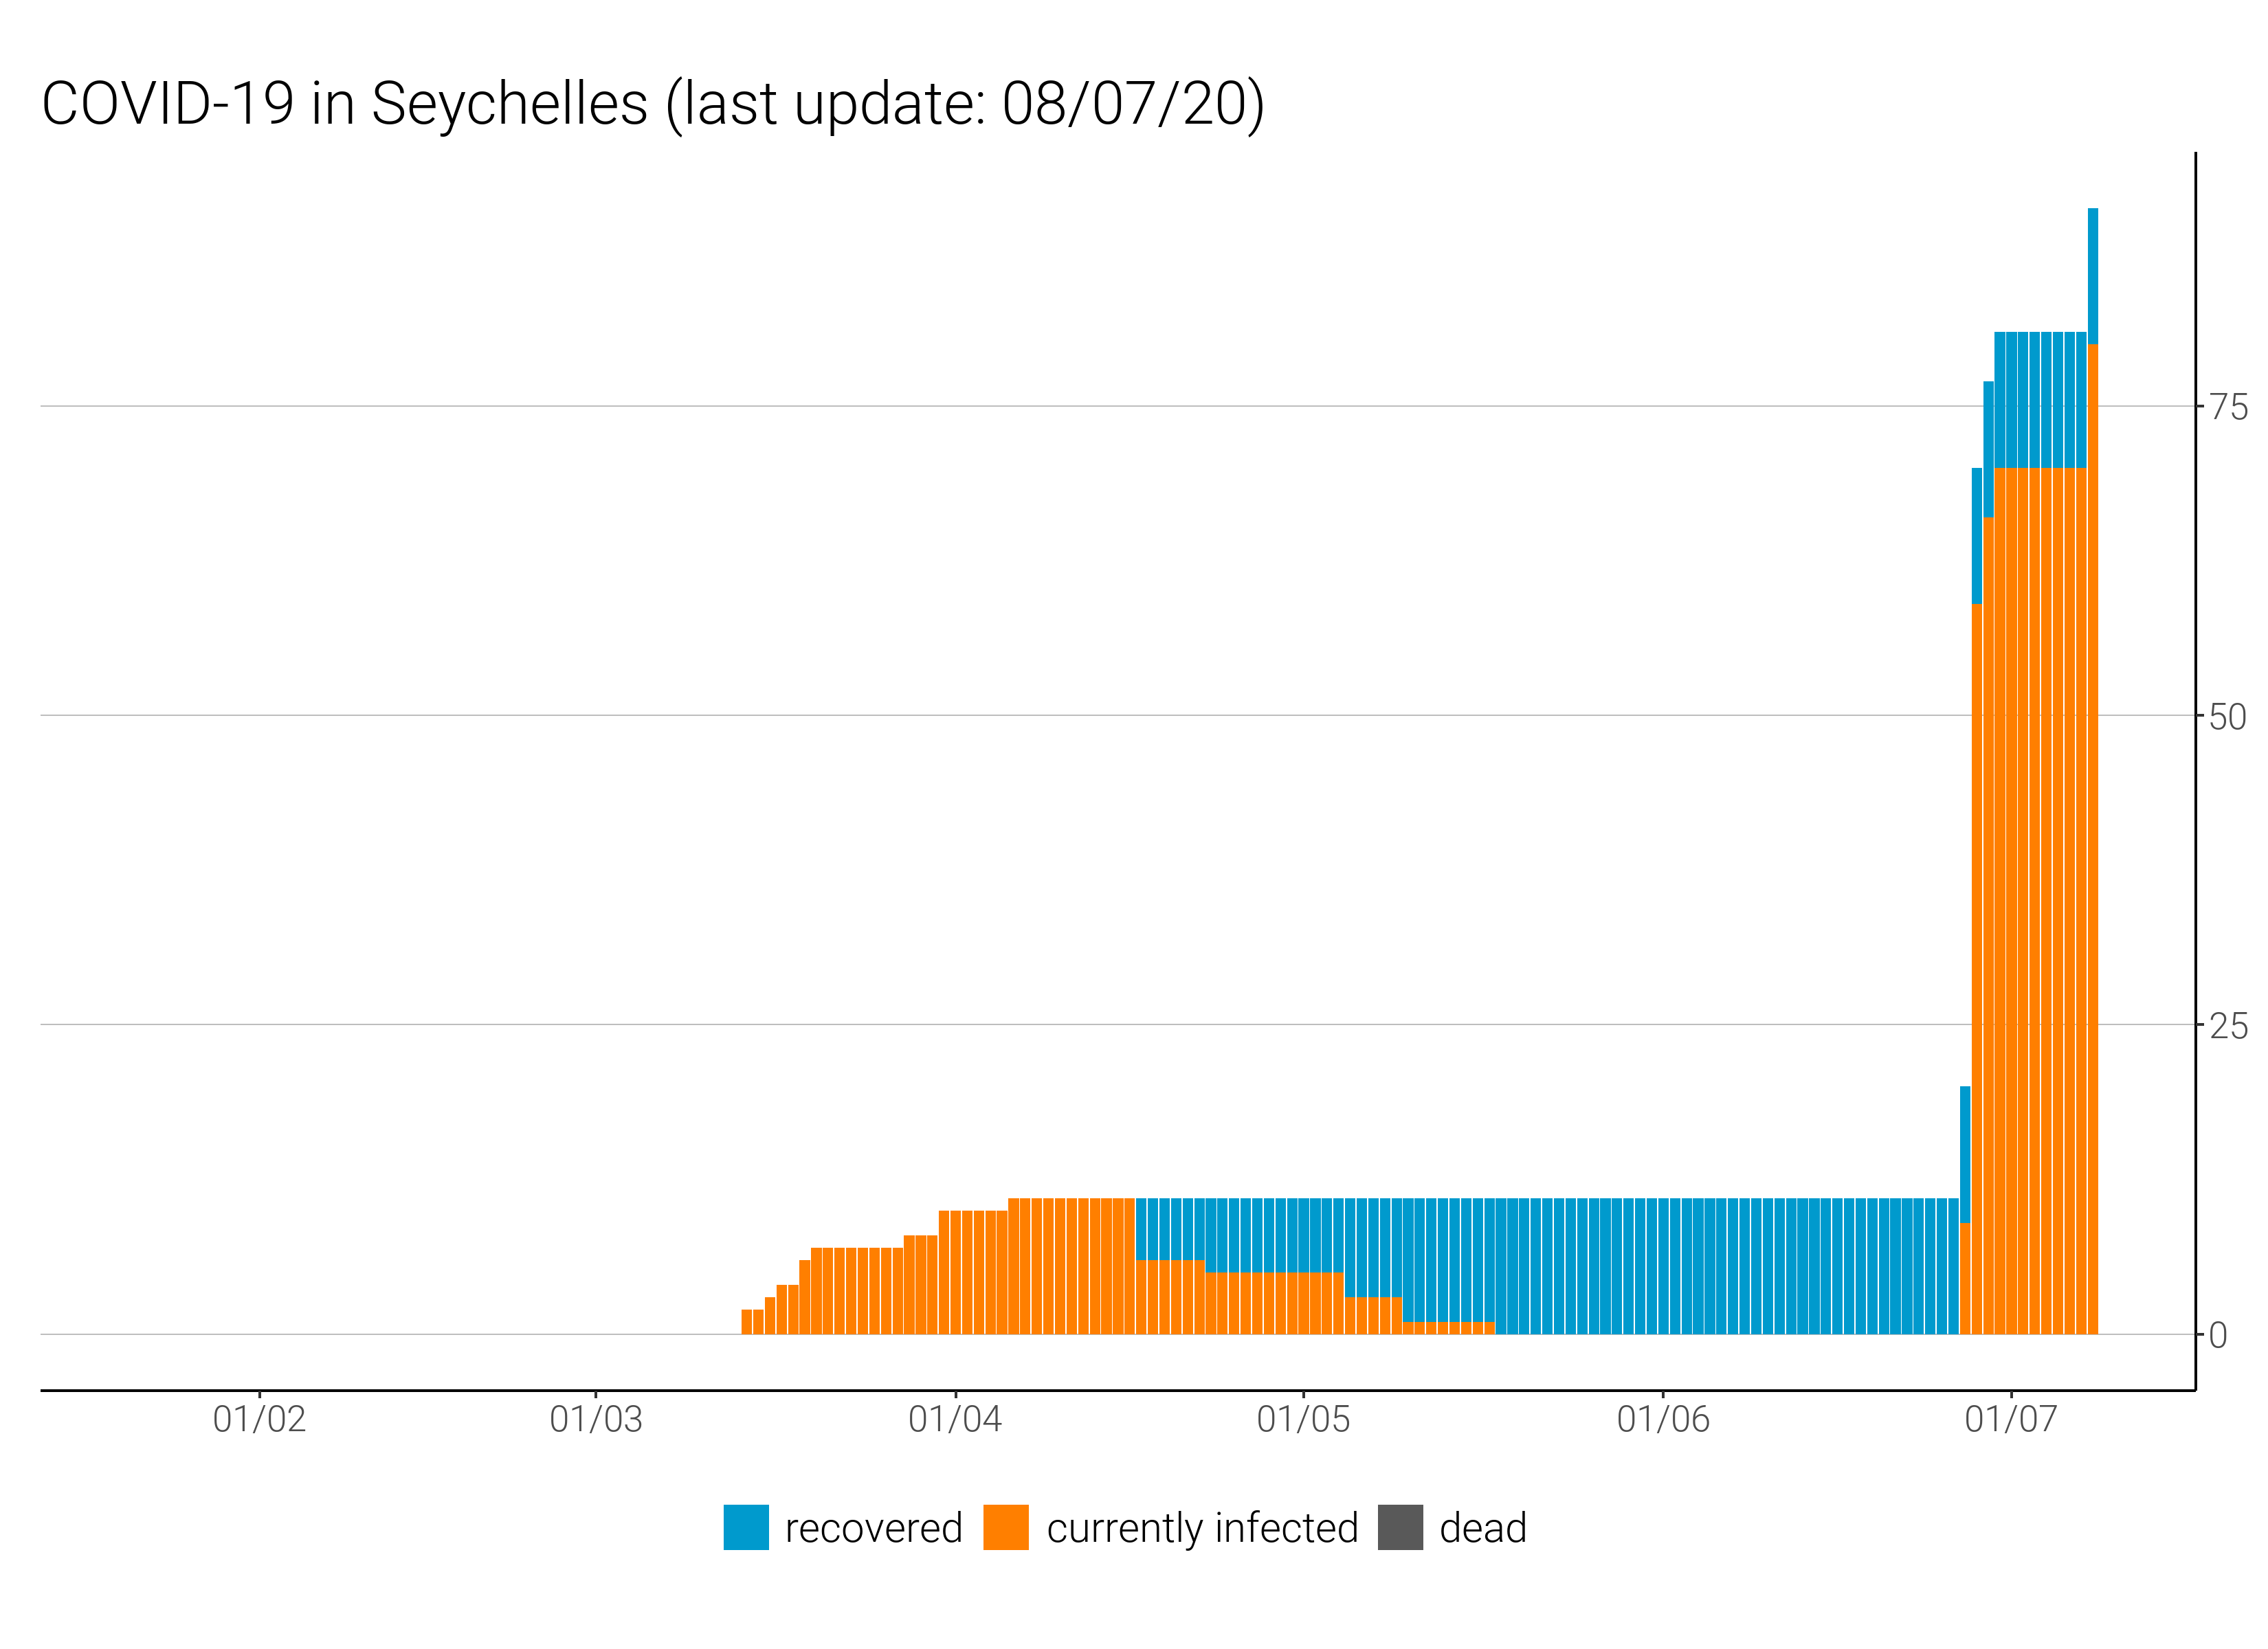 COVID-19 in Seychelles (last update: 08/07/20)
75
50
25
0
01/02 01/03 01/04 01/05 01/06 01/07
recovered currently infected dead